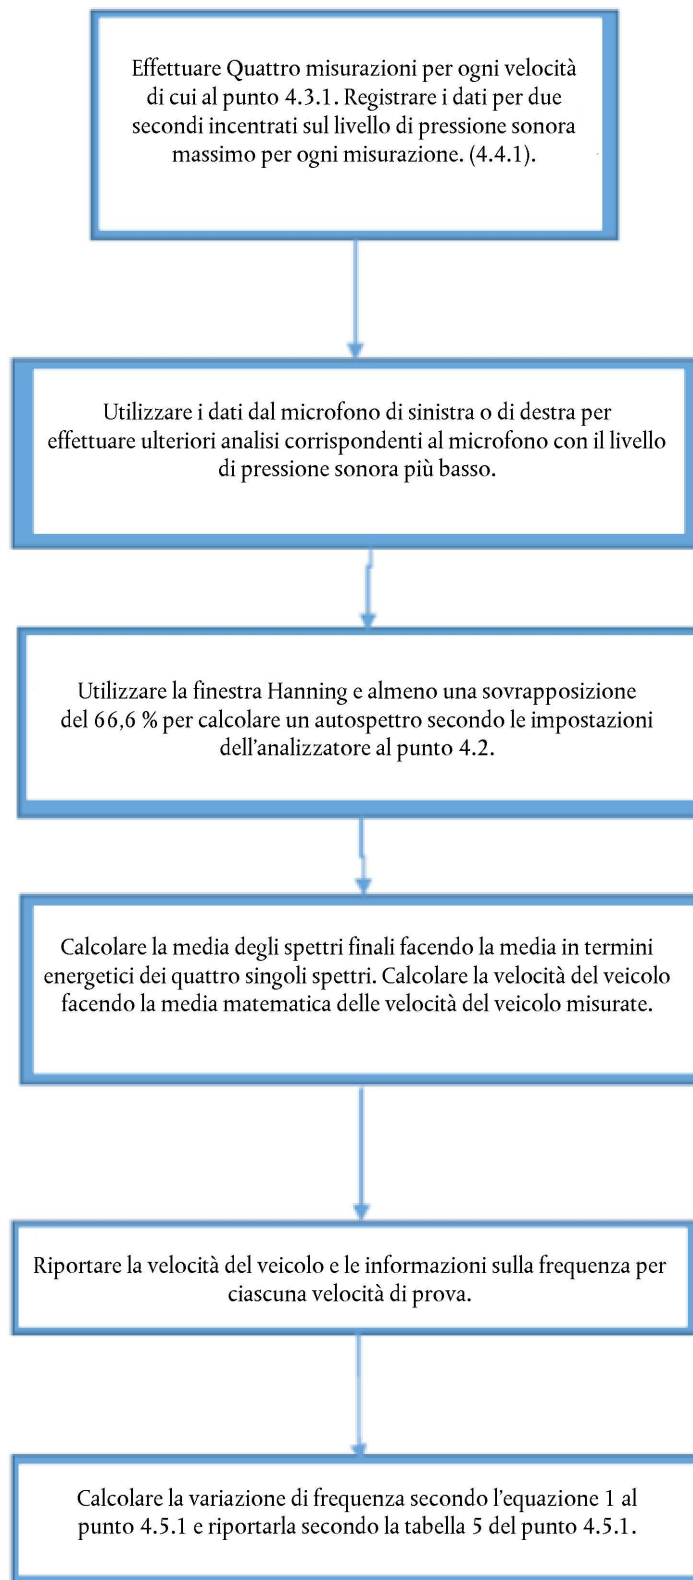 Effettuare Quattro misurazioni per ogni velocità
di cui al punto 4.3.1. Registrare i dati per due
secondi incentrati sul livello di pressione sonora
massimo per ogni misurazione. (4.4.1).
Utilizzare i dati dal microfono di sinistra o di destra per
effettuare ulteriori analisi corrispondenti al microfono con il livello
di pressione sonora più basso.
Utilizzare la finestra Hanning e almeno una sovrapposizione
del 66,6 % per calcolare un autospettro secondo le impostazioni
dell'analizzatore al punto 4.2.
Calcolare la media degli spettri finali facendo la media in termini
energetici dei quattro singoli spettri. Calcolare la velocità del veicolo
facendo la media matematica delle velocità del veicolo misurate.
Riportare la velocità del veicolo e le informazioni sulla frequenza per
ciascuna velocità di prova.
Calcolare la variazione di frequenza secondo l'equazione 1 al
punto 4.5.1 e riportarla secondo la tabella 5 del punto 4.5.1.